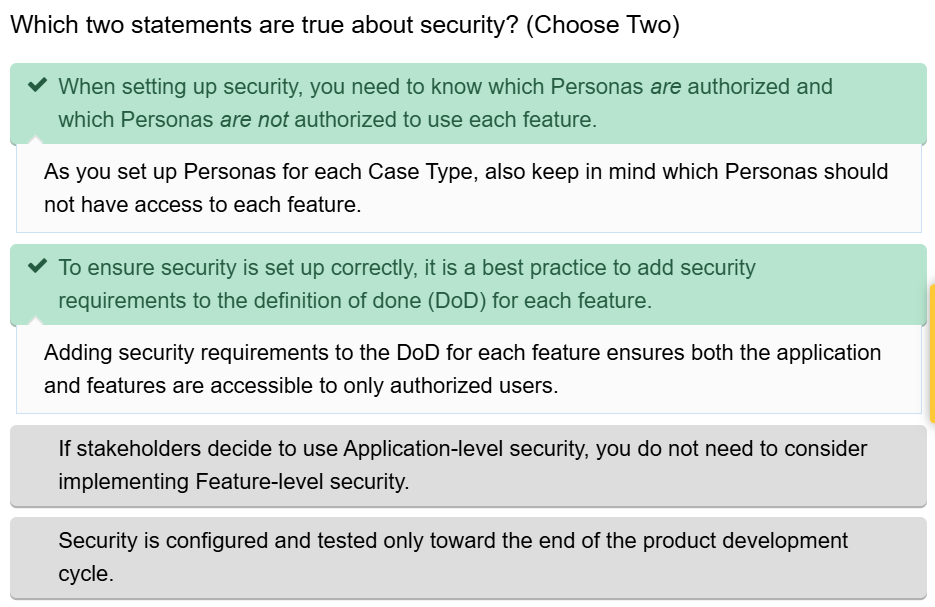 Which two statements are true about security? (Choose Two)
When setting up security, you need to know which Personas are authorized and
which Personas are not authorized to use each feature.
As you set up Personas for each Case Type, also keep in mind which Personas should
not have access to each feature.
To ensure security is set up correctly, it is a best practice to add security
requirements to the definition of done (DoD) for each feature.
Adding security requirements to the DoD for each feature ensures both the application
and features are accessible to only authorized users.
If stakeholders decide to use Application-level security, you do not need to consider
implementing Feature-level security.
Security is configured and tested only toward the end of the product development
cycle.